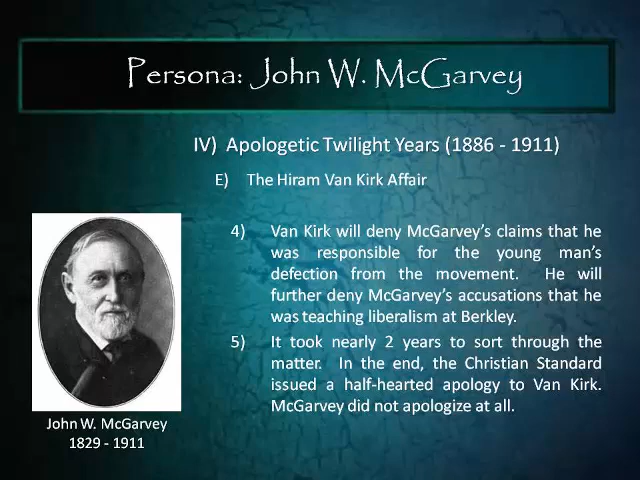 Persona: John W. McGarvey
IV) Apologetic Twilight Years (1886 - 1911)
E) The Hiram Van Kirk Affair
4) Van Kirk will deny McGarvey's claims that he
was responsible for the young man's
defection from the movement. He will
further deny McGarvey's accusations that he
was teaching liberalism at Berkley.
5) It took nearly 2 years to sort through the
matter. In the end, the Christian Standard
issued a half-hearted apology to Van Kirk.
McGarvey did not apologize at all.
John W. McGarvey
1829 - 1911